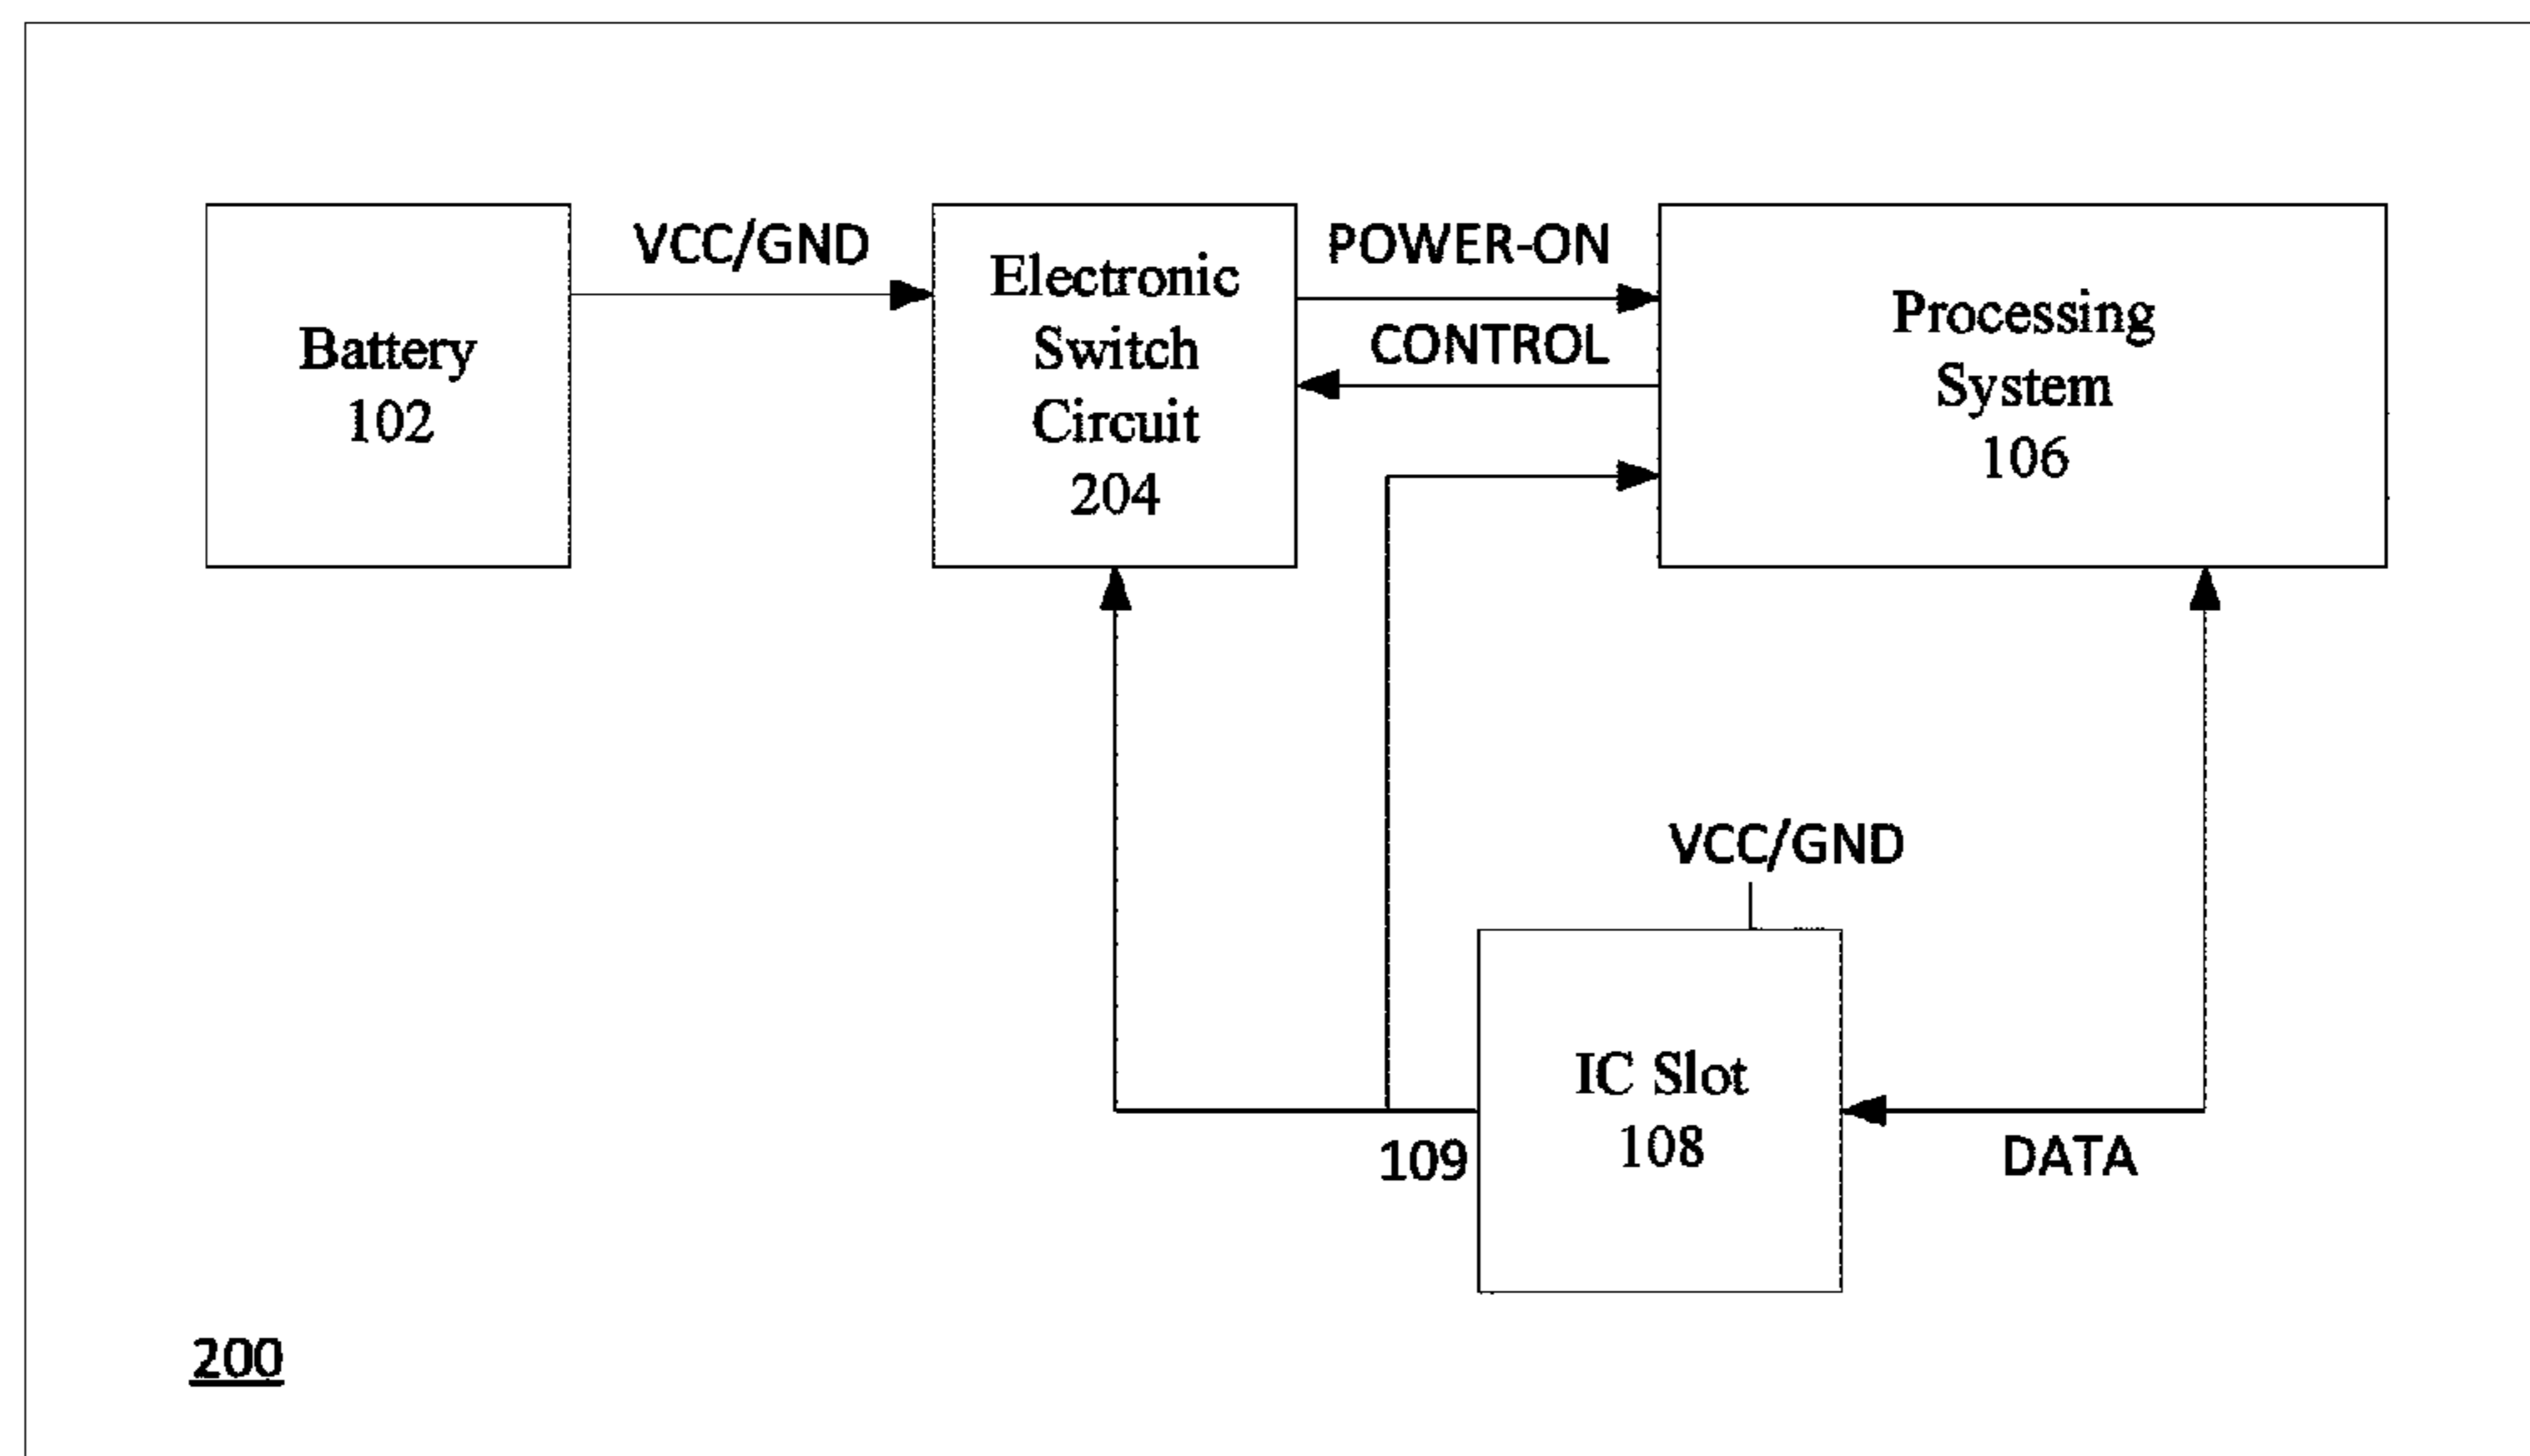 VCC/GND
POWER-ON
CONTROL
Battery
102
Electronic
Switch
Circuit
204
Processing
System
106
VCC/GND
IC Slot
108
109
DATA
200